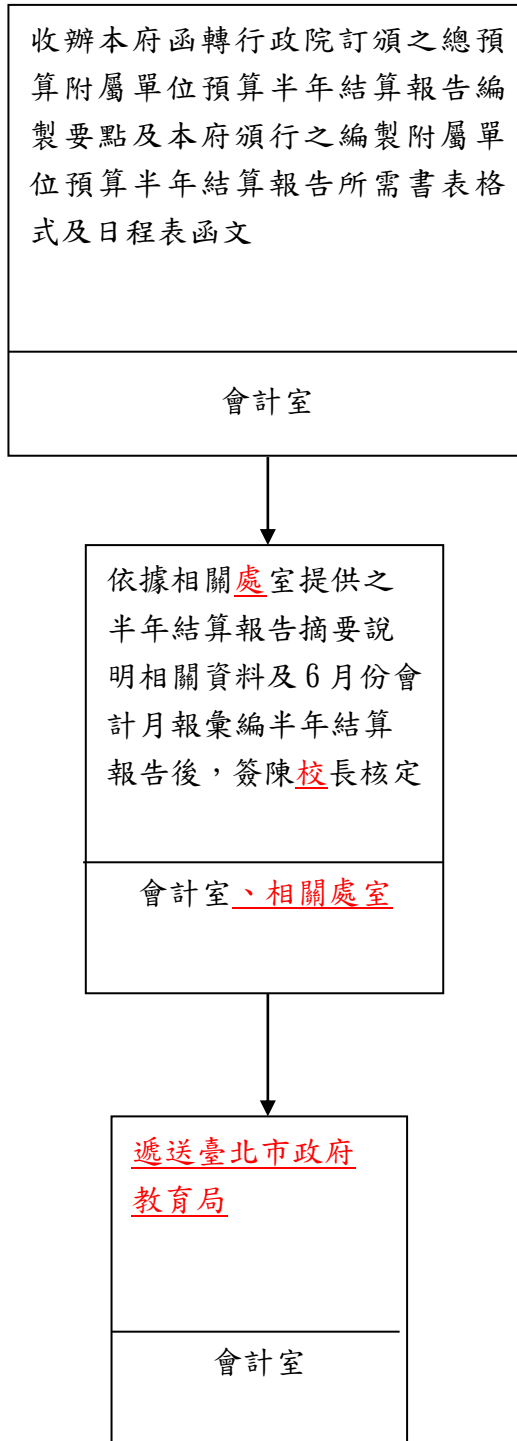 收辦本府函轉行政院訂頒之總預
算附屬單位預算半年結算報告編
製要點及本府頒行之編製附屬單
位預算半年結算報告所需書表格
式及日程表函文
會計室
依據相關處室提供之
半年結算報告摘要說
明相關資料及6月份會
計月報彙編半年結算
報告後，簽陳校長核定
會計室、相關處室
遞送臺北市政府
教育局
會計室